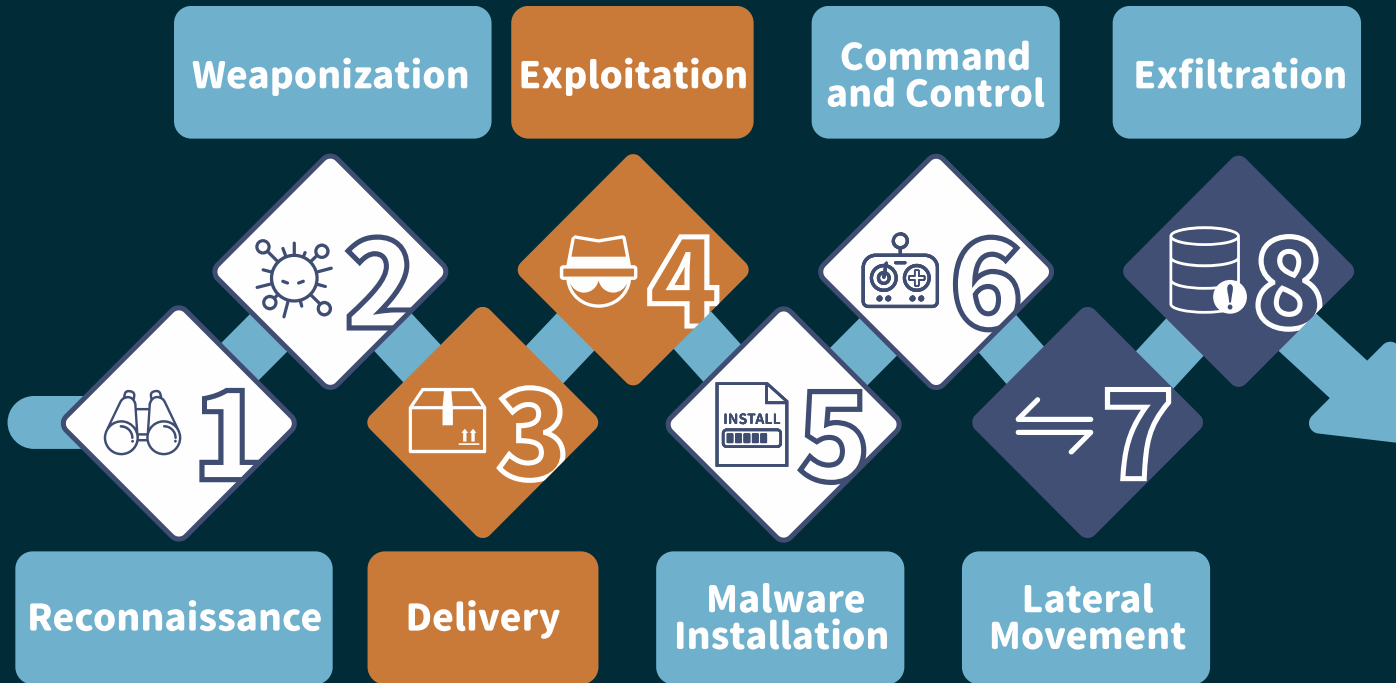 Weaponization
Exploitation
Command
and Control
Exfiltration
2
4
6
8
1
3
INSTALL
5
7
Reconnaissance
Delivery
Malware
Installation
Lateral
Movement